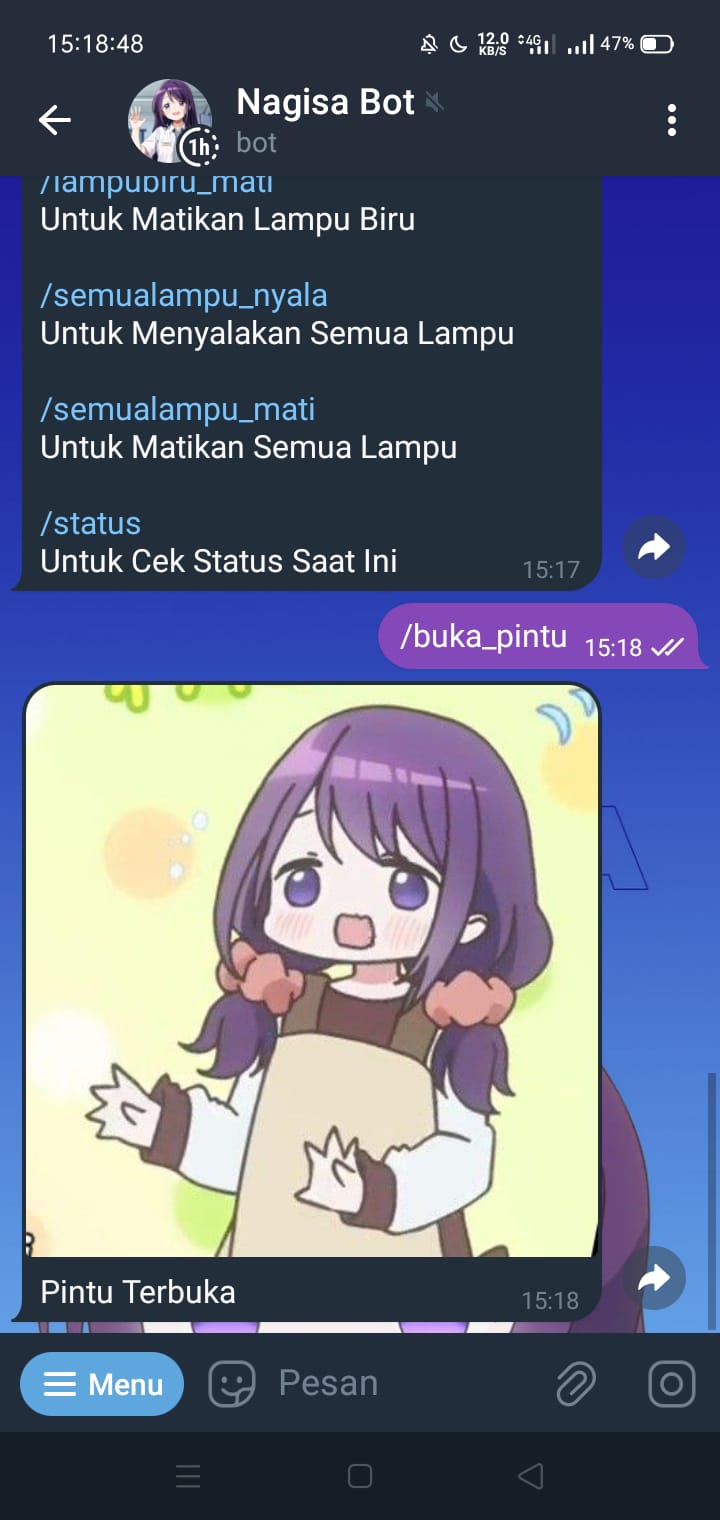 15:18:48
12.0
KB/S
4G
47%
Nagisa Bot
1h
bot
/lampubiru_mati
Untuk Matikan Lampu Biru
/semualampu_nyala
Untuk Menyalakan Semua Lampu
/semualampu_mati
Untuk Matikan Semua Lampu
/status
Untuk Cek Status Saat Ini
15:17
/buka_pintu
15:18
Pintu Terbuka
15:18
Menu
Pesan